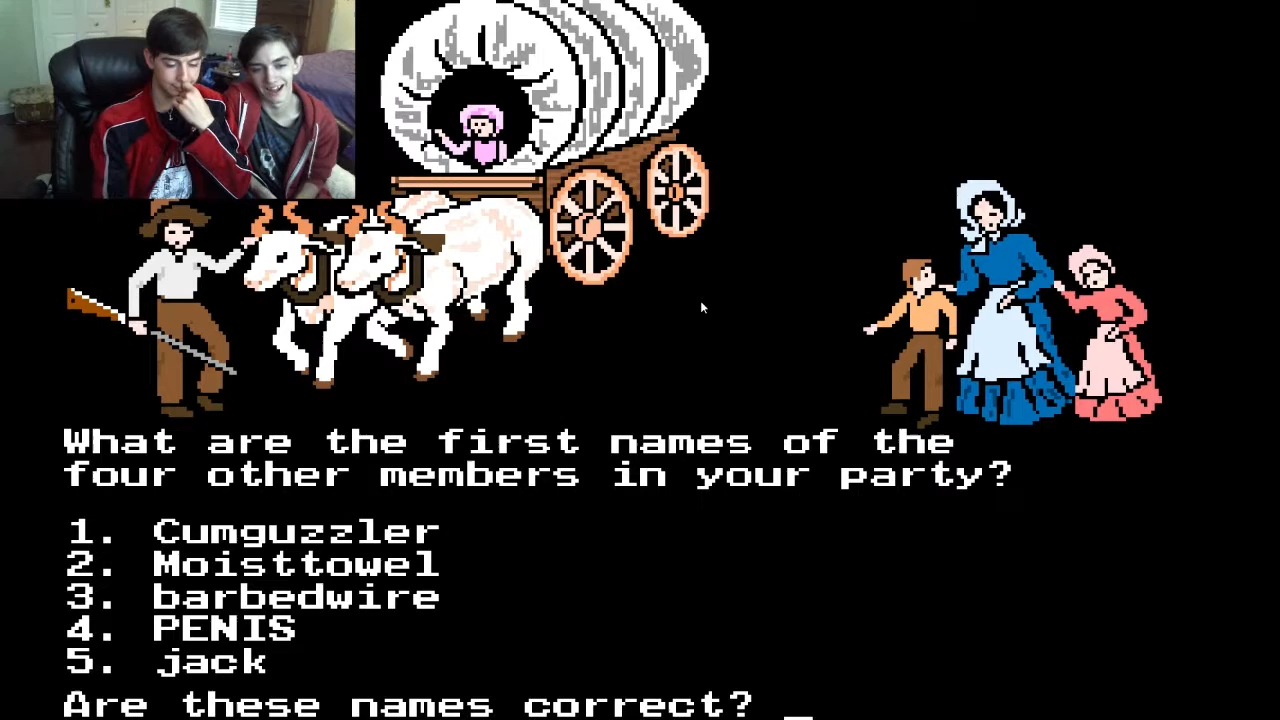 What are the first names of the
four other members in your party?
1. Cumguzzler
2. Moisttowel
3. barbedwire
4. PENIS
5. jack
Are these names correct? _